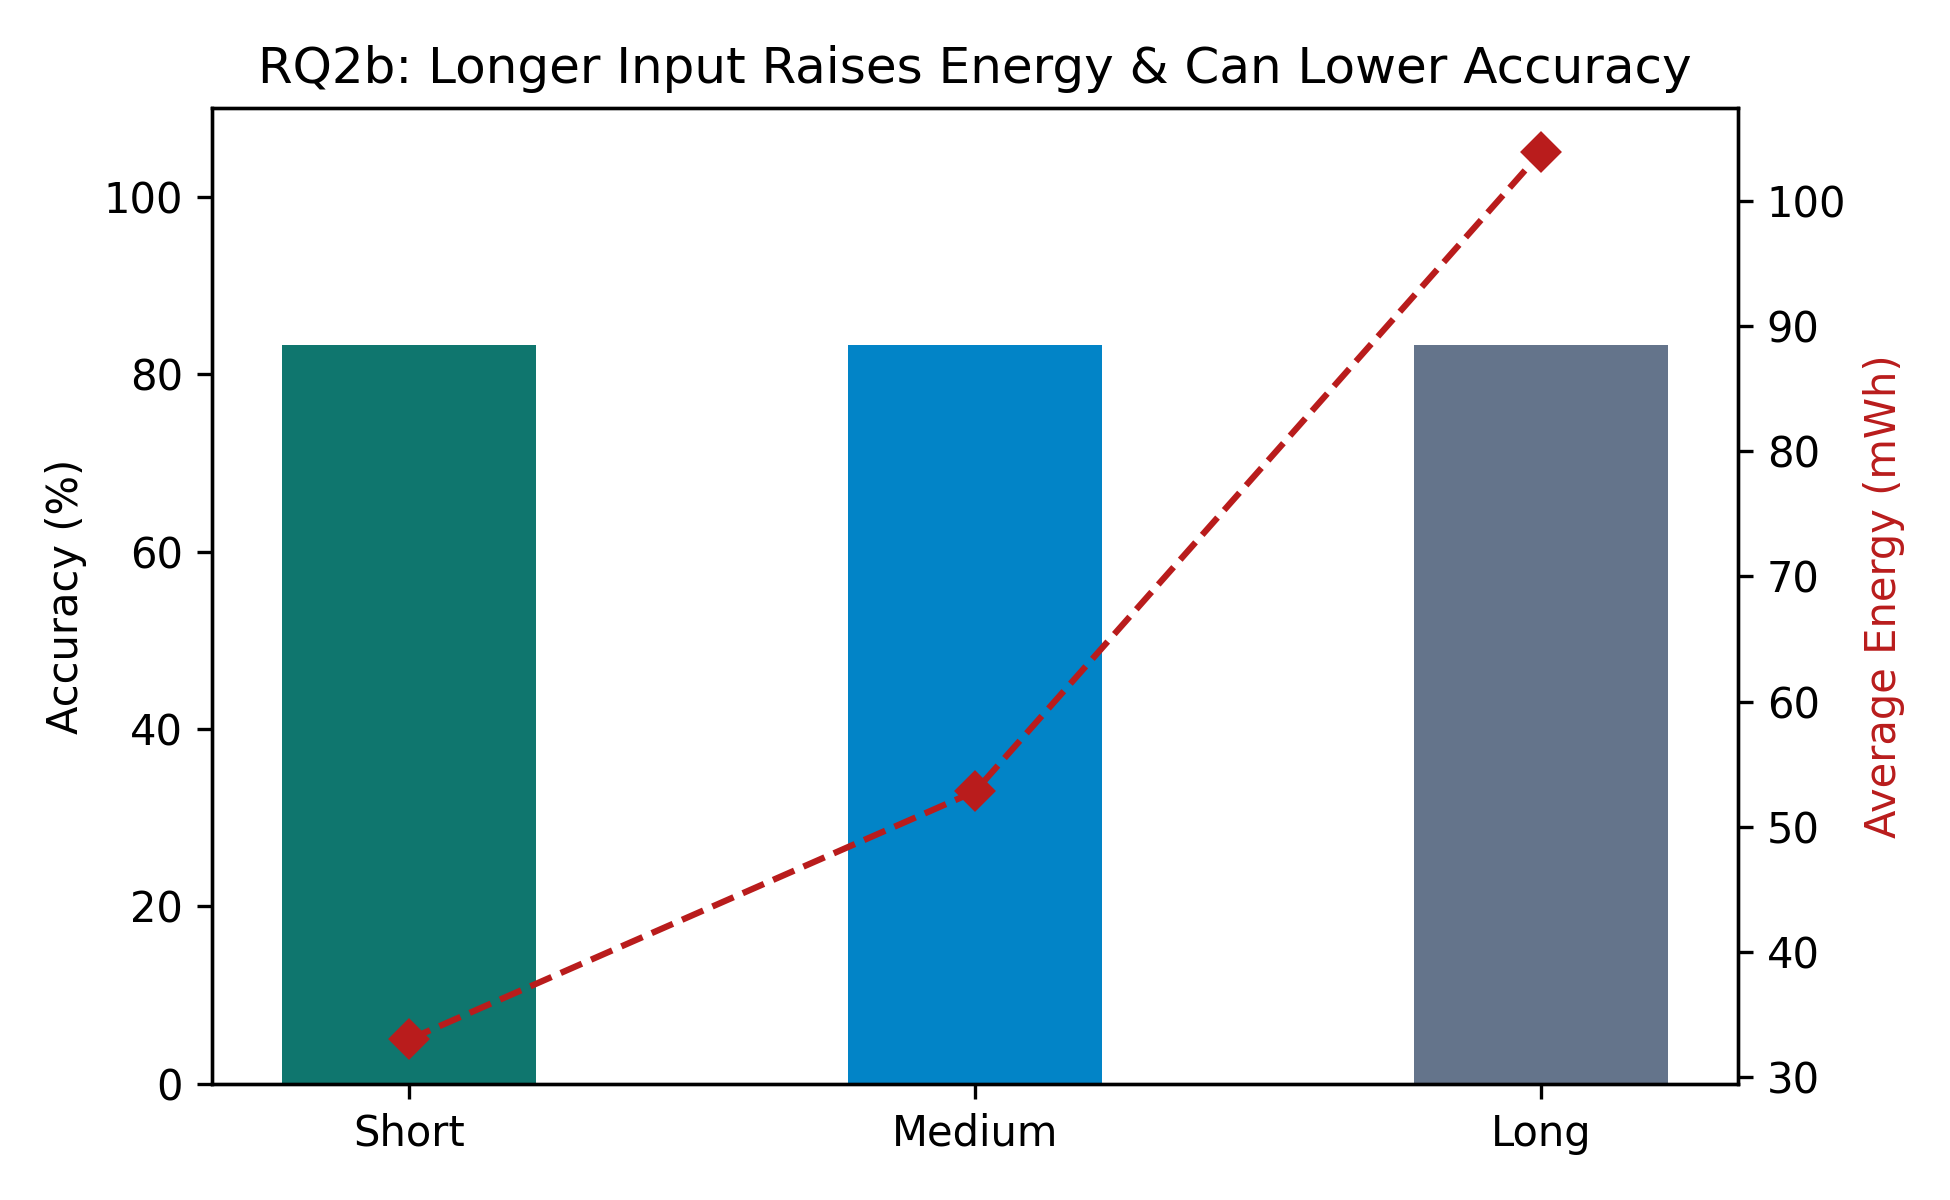 RQ2b: Longer Input Raises Energy & Can Lower Accuracy
Accuracy (%)
100
80
60
40
20
0
Short
Medium
Long
100
90
80
70
60
50
40
30
Average Energy (mWh)